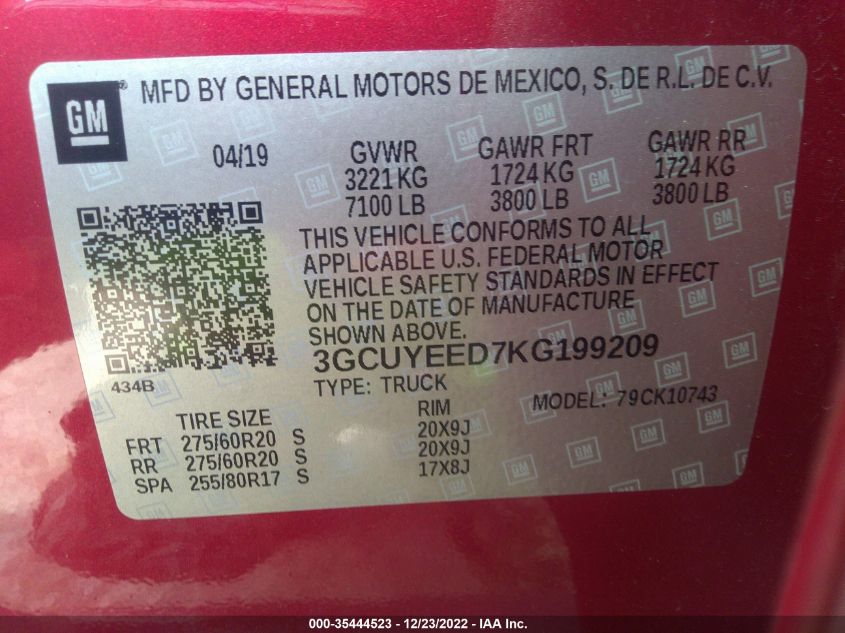 GM ® MFD BY GENERAL MOTORS DE MEXICO, S. DE R.L. DE C.V.
04/19 GVWR GAWR FRT GAWR RR
3221 KG 1724 KG 1724 KG
7100 LB 3800 LB 3800 LB
THIS VEHICLE CONFORMS TO ALL
APPLICABLE U.S. FEDERAL MOTOR
VEHICLE SAFETY STANDARDS IN EFFECT
ON THE DATE OF MANUFACTURE
SHOWN ABOVE.
3GCUYEED7KG199209
434B
TYPE: TRUCK
MODEL: 79CK10743
TIRE SIZE RIM
FRT 275/60R20 S 20X9J
RR 275/60R20 S 20X9J
SPA 255/80R17 S 17X8J
000-35444523 - 12/23/2022 - IAA Inc.